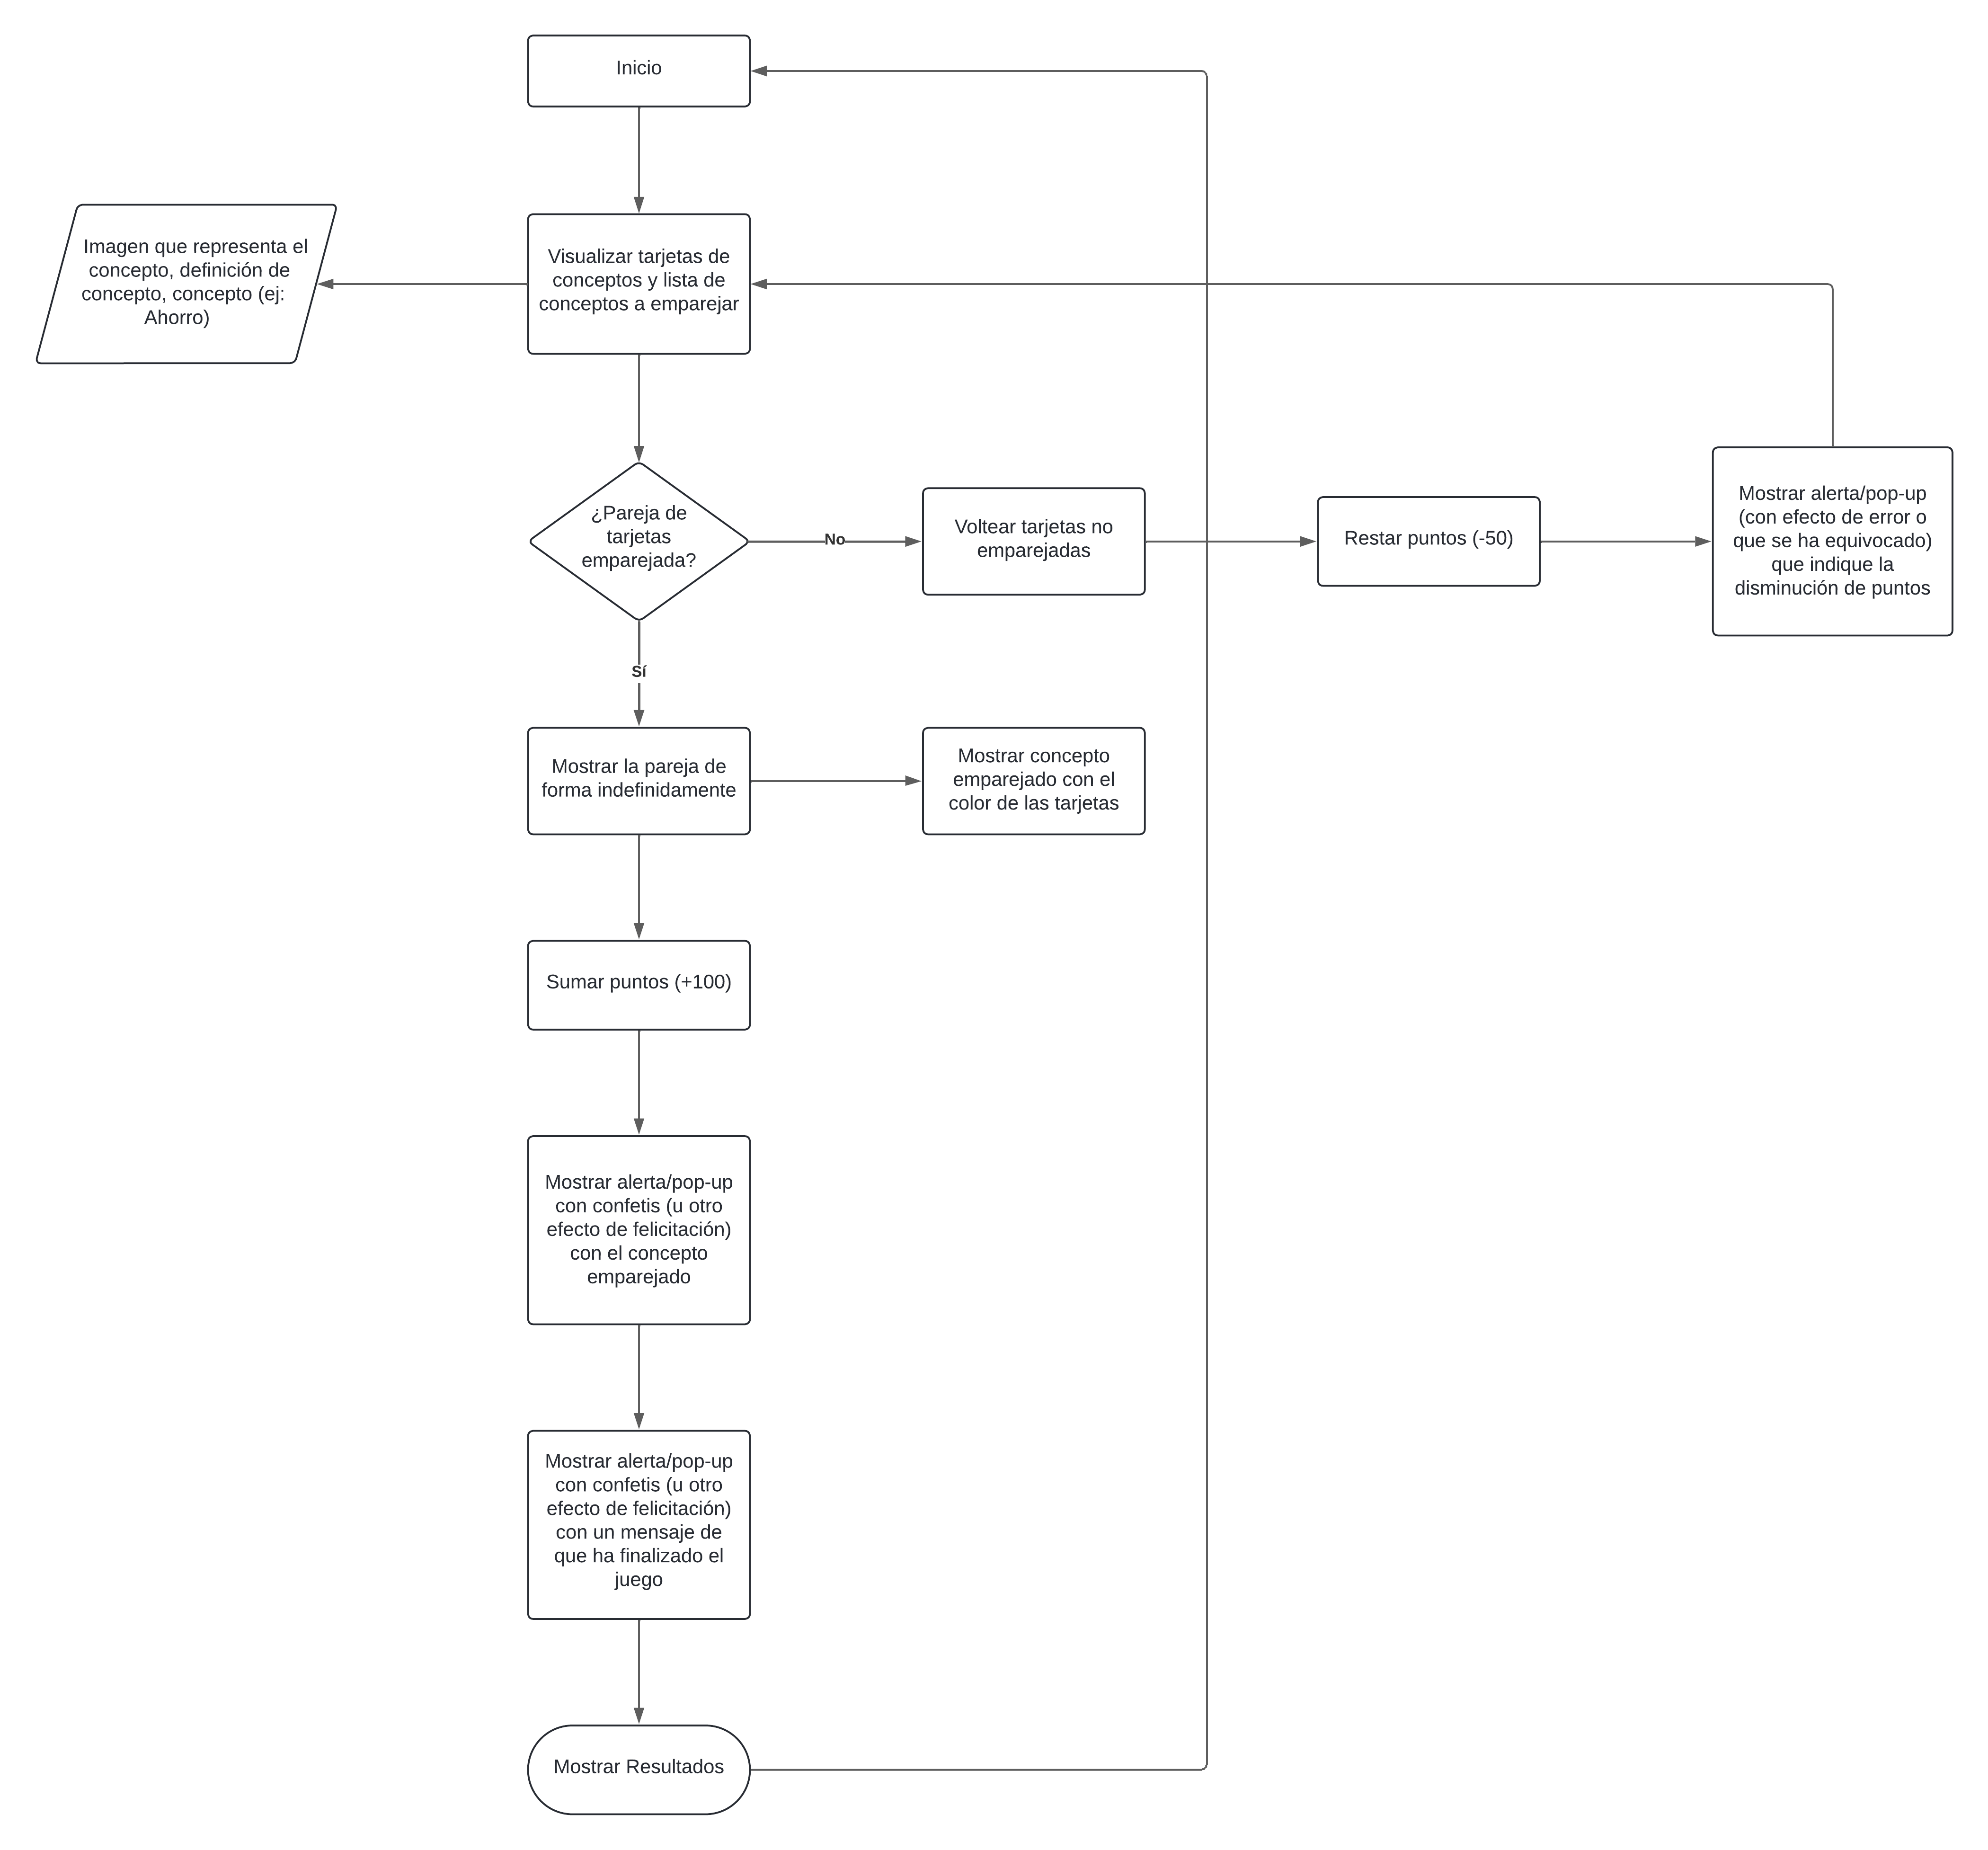 Inicio
Imagen que representa el
concepto, definición de
concepto, concepto (ej:
Ahorro)
Visualizar tarjetas de
conceptos y lista de
conceptos a emparejar
¿Pareja de
tarjetas
emparejada?
No
Voltear tarjetas no
emparejadas
Restar puntos (-50)
Mostrar alerta/pop-up
(con efecto de error o
que se ha equivocado)
que indique la
disminución de puntos
Sí
Mostrar la pareja de
forma indefinidamente
Mostrar concepto
emparejado con el
color de las tarjetas
Sumar puntos (+100)
Mostrar alerta/pop-up
con confetis (u otro
efecto de felicitación)
con el concepto
emparejado
Mostrar alerta/pop-up
con confetis (u otro
efecto de felicitación)
con un mensaje de
que ha finalizado el
juego
Mostrar Resultados